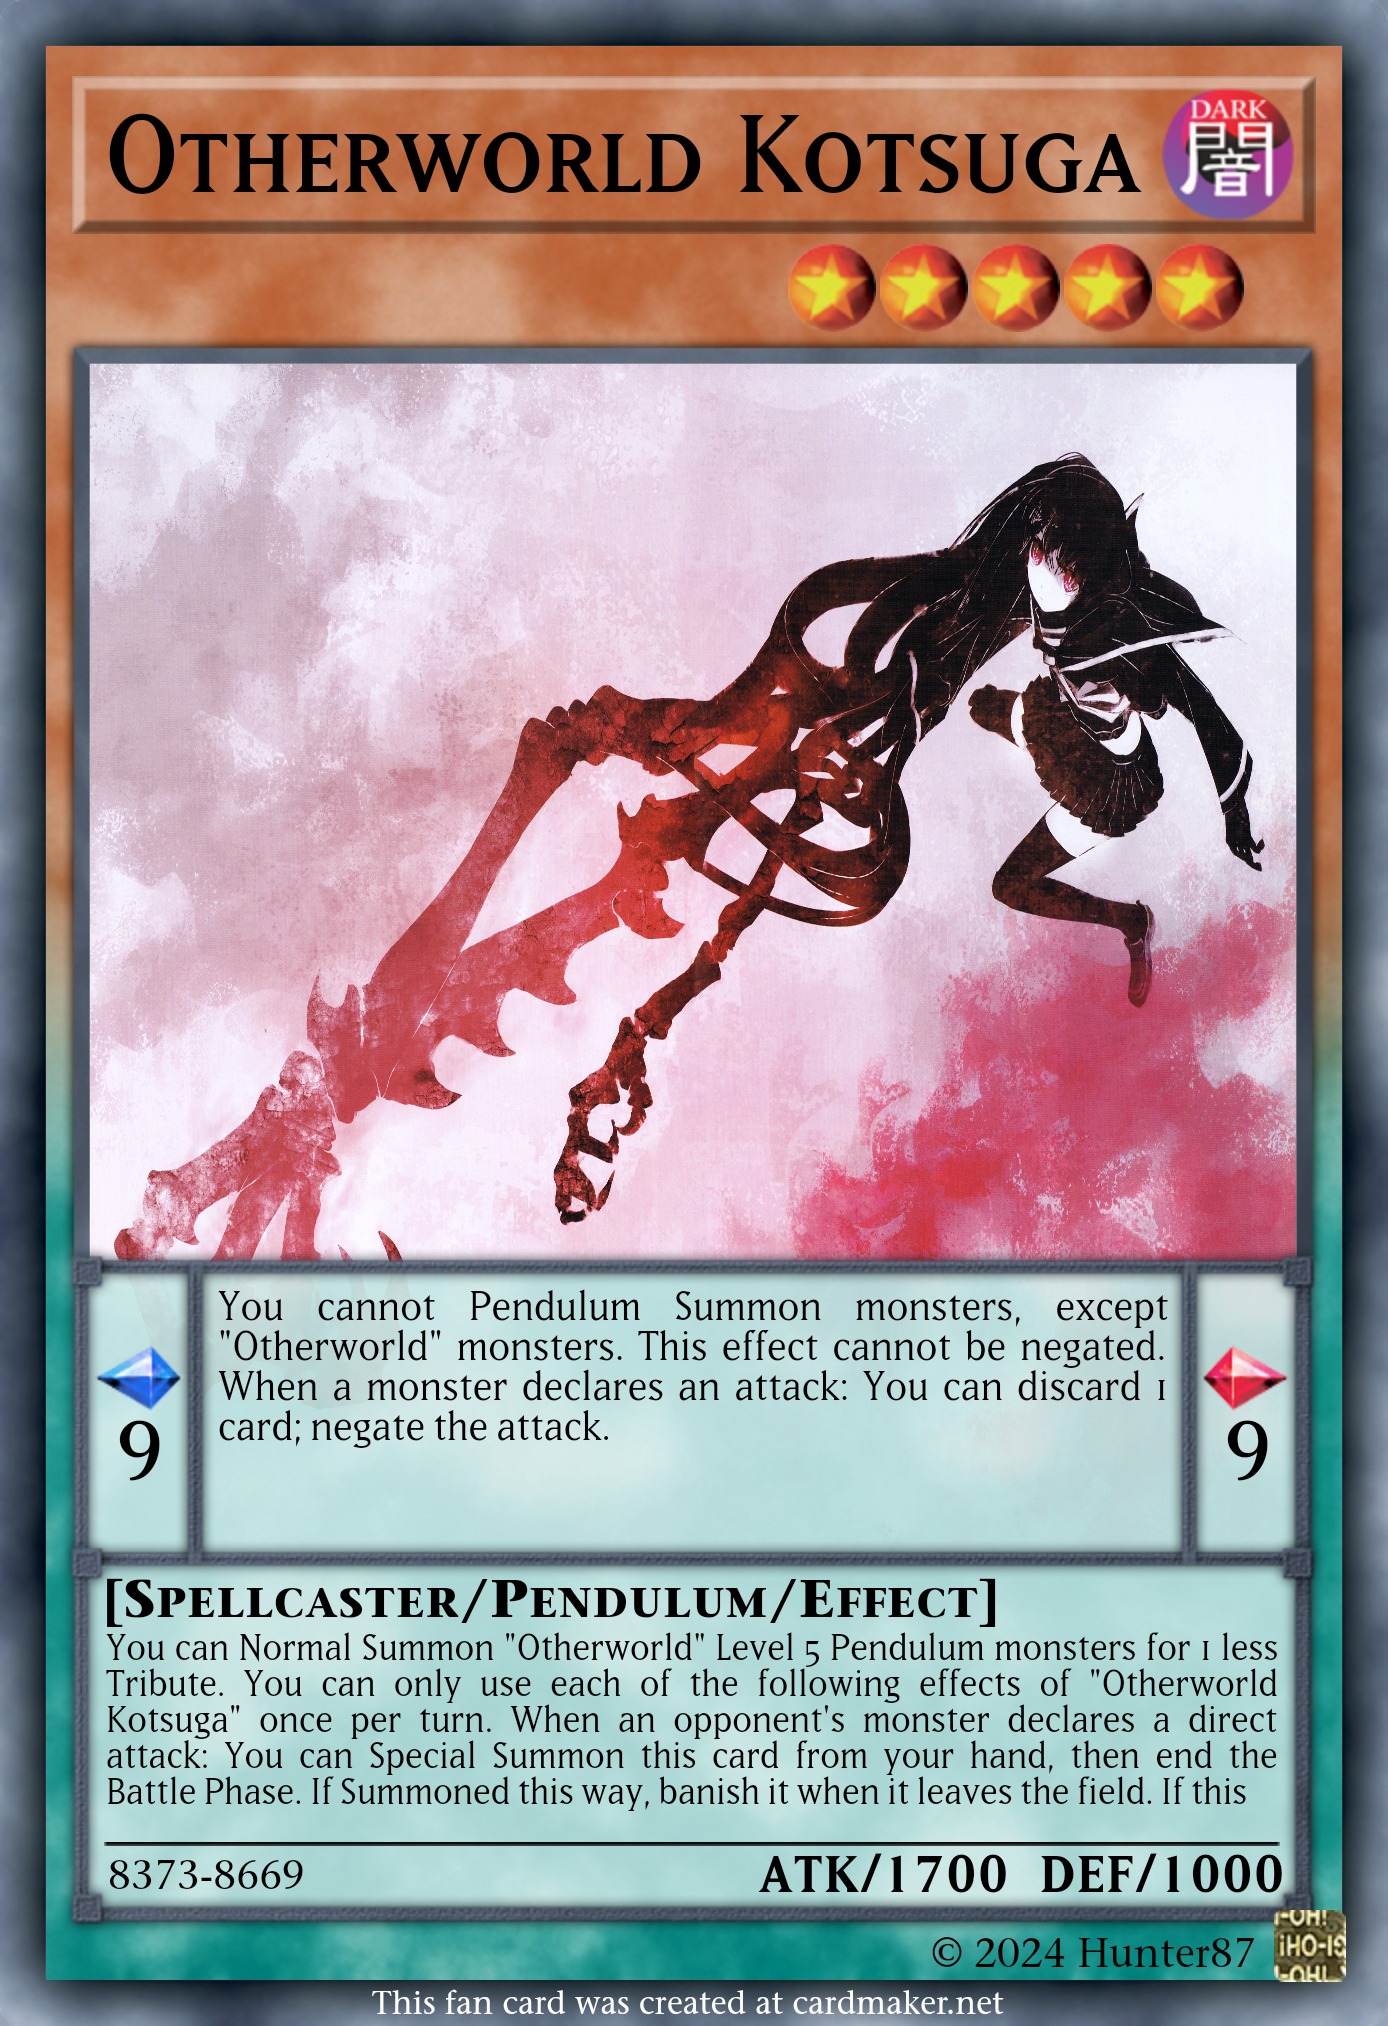 Otherworld Kotsuga
DARK
闇
You cannot Pendulum Summon monsters, except
"Otherworld" monsters. This effect cannot be negated.
When a monster declares an attack: You can discard 1
card; negate the attack.
9
9
[Spellcaster/Pendulum/Effect]
You can Normal Summon "Otherworld" Level 5 Pendulum monsters for 1 less
Tribute. You can only use each of the following effects of "Otherworld
Kotsuga" once per turn. When an opponent's monster declares a direct
attack: You can Special Summon this card from your hand, then end the
Battle Phase. If Summoned this way, banish it when it leaves the field. If this
8373-8669
ATK/1700 DEF/1000
© 2024 Hunter87
This fan card was created at cardmaker.net